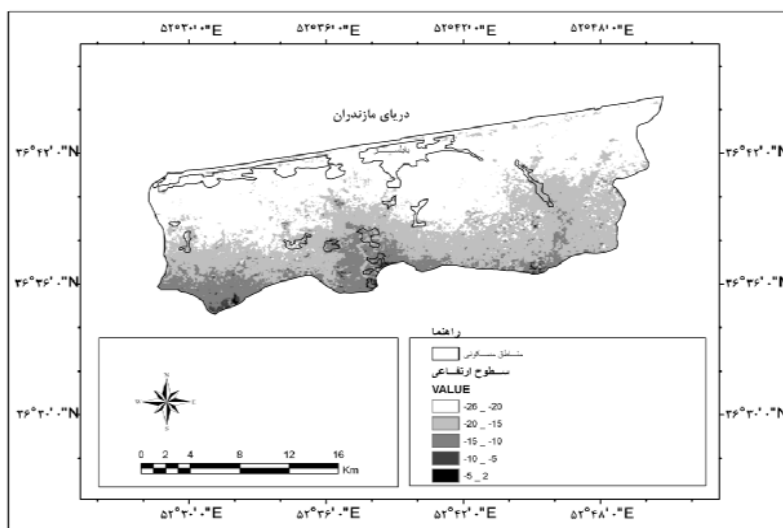 ۵۲°۳۰'۰"E ۵۲°۳۶'۰"E ۵۲°۴۲'۰"E ۵۲°۴۸'۰"E
دریای مازندران
۳۶°۴۲'۰"N ۳۶°۴۲'۰"N
۳۶°۳۶'۰"N ۳۶°۳۶'۰"N
راهنما
مناطق مسکونی
سطوح ارتفاعی
VALUE
-26 _ -20
-20 _ -15
-15 _ -10
-10 _ -5
-5 _ 2
N
W E
S
0 2 4 8 12 16
Km
۳۶°۳۰'۰"N ۳۶°۳۰'۰"N
۵۲°۳۰'۰"E ۵۲°۳۶'۰"E ۵۲°۴۲'۰"E ۵۲°۴۸'۰"E